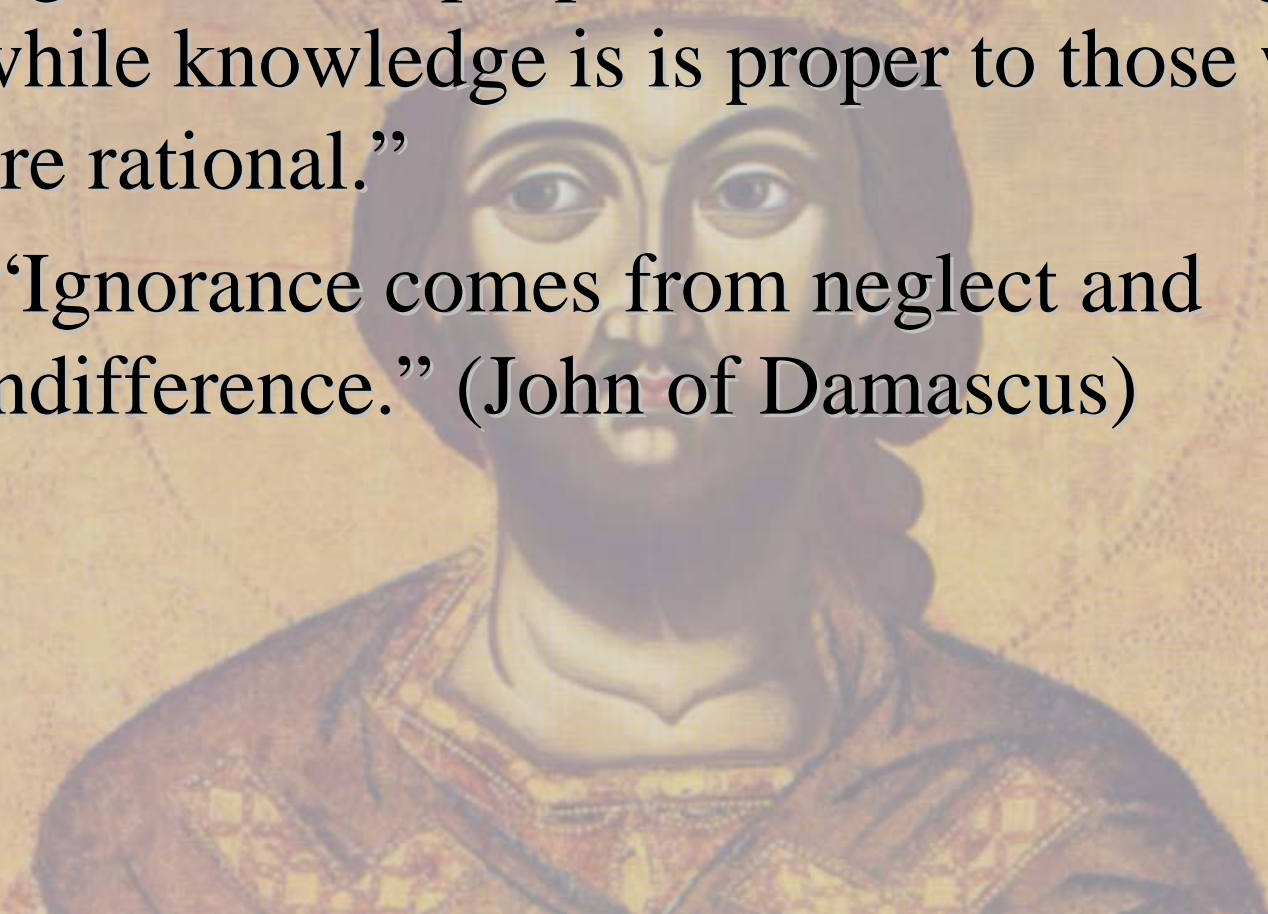 while knowledge is is proper to those
re rational.”
“Ignorance comes from neglect and
ndifference.” (John of Damascus)